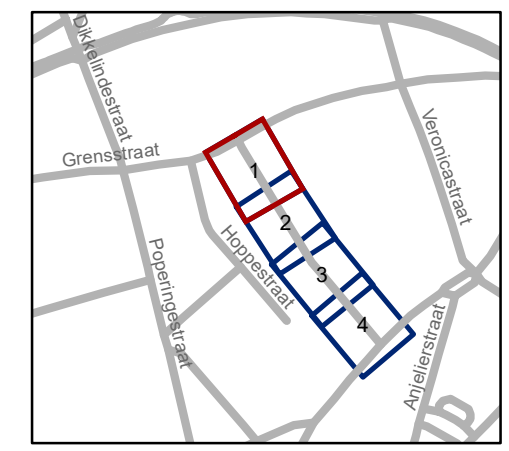 Dikkelindestraat
Grensstraat
Veronicastraat
Hoppestraat
Poperingestraat
Anjelierstraat
1
2
3
4